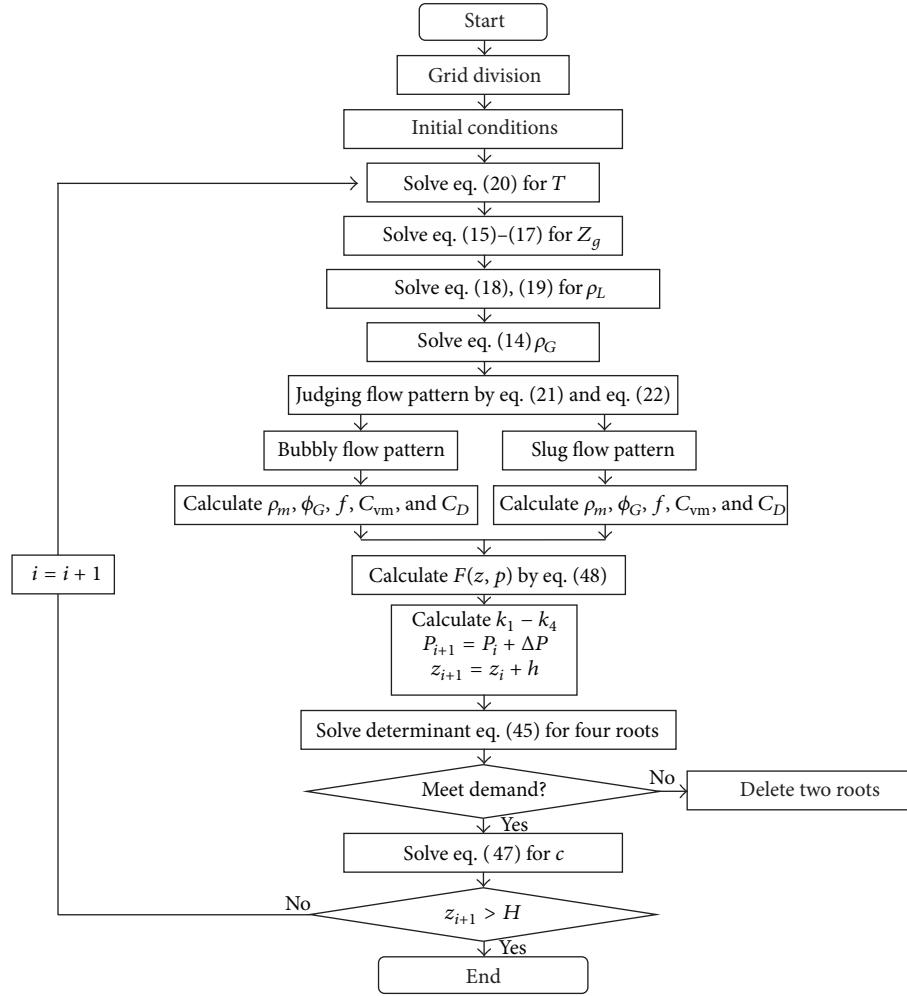 Start
Grid division
Initial conditions
Solve eq. (20) for T
Solve eq. (15)–(17) for Z_g
Solve eq. (18), (19) for ρ_L
Solve eq. (14) ρ_G
Judging flow pattern by eq. (21) and eq. (22)
Bubbly flow pattern
Slug flow pattern
Calculate ρ_m, ϕ_G, f, C_vm, and C_D
Calculate ρ_m, ϕ_G, f, C_vm, and C_D
i = i + 1
Calculate F(z, p) by eq. (48)
Calculate k_1 − k_4
P_{i+1} = P_i + ΔP
z_{i+1} = z_i + h
Solve determinant eq. (45) for four roots
Meet demand?
No
Delete two roots
Yes
Solve eq. (47) for c
No
z_{i+1} > H
Yes
End